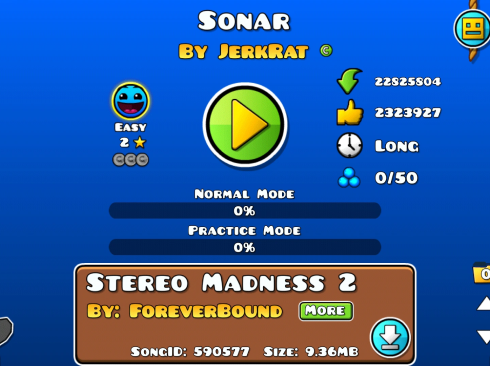 Sonar
By JerkRat
22825804
Easy
2
2323927
Long
0/50
Normal Mode
0%
Practice Mode
0%
Stereo Madness 2
By: ForeverBound More
SongID: 590577 Size: 9.36MB
0